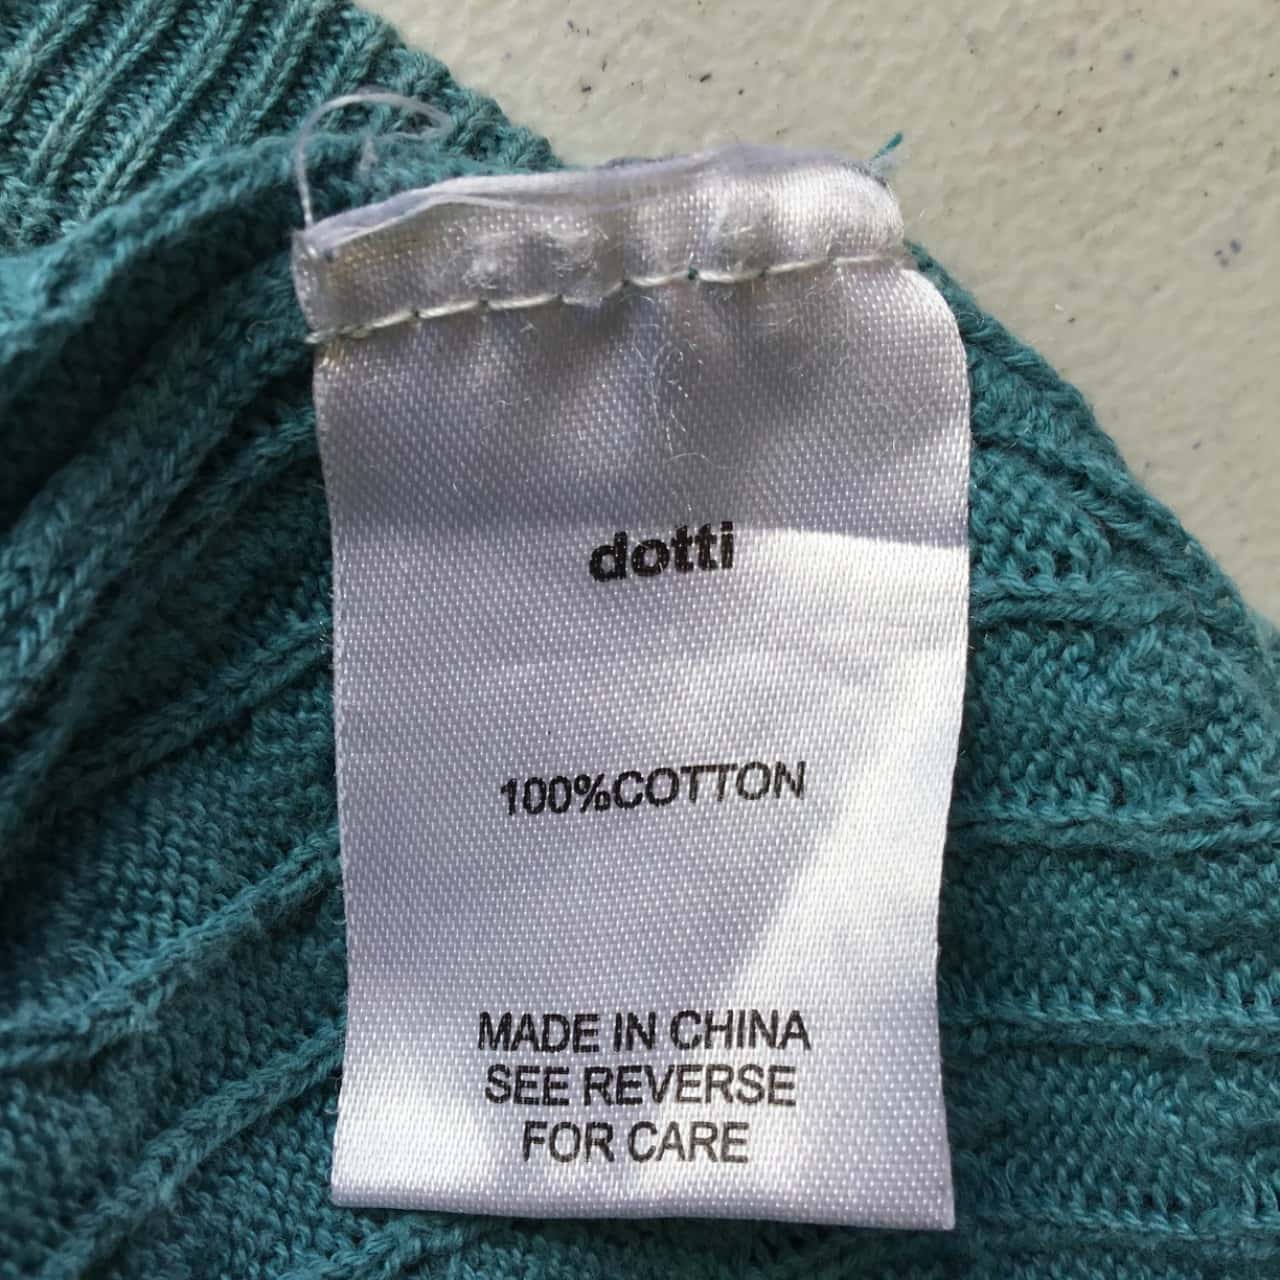 dotti
100%COTTON
MADE IN CHINA
SEE REVERSE
FOR CARE